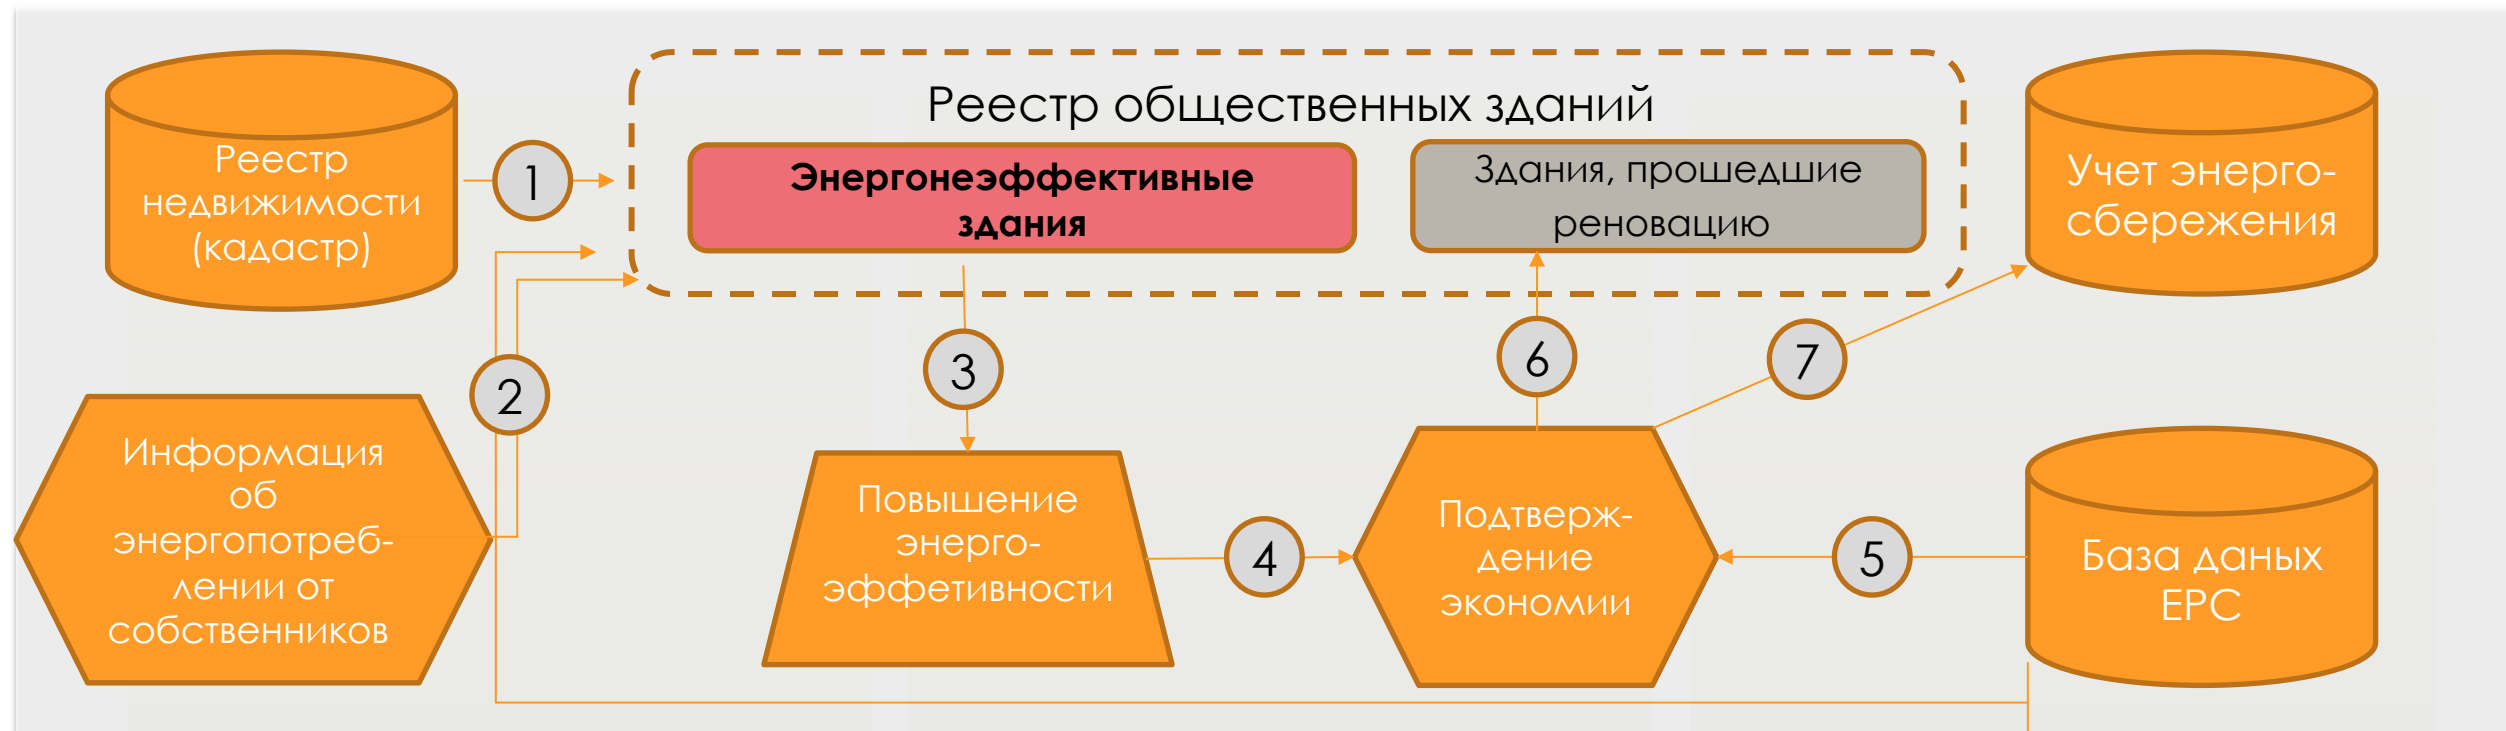 Реестр
недвижимости
(кадастр)
1
Реестр общественных зданий
Энергонеэффективные
здания
Здания, прошедшие
реновацию
Учет энерго-
сбережения
2
3
6
7
Информация
об
энергопотреб-
лении от
собственников
Повышение
энерго-
эффетивности
4
Подтверж-
дение
экономии
5
База даных
EPC